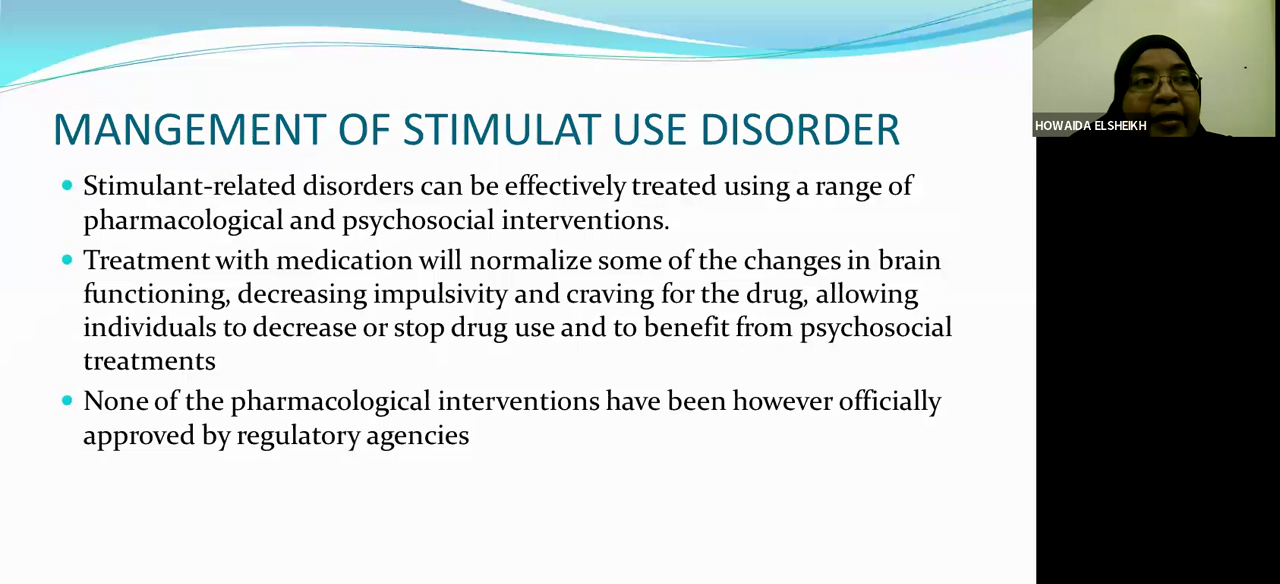 MANGEMENT OF STIMULAT USE DISORDER
Stimulant-related disorders can be effectively treated using a range of
pharmacological and psychosocial interventions.
Treatment with medication will normalize some of the changes in brain
functioning, decreasing impulsivity and craving for the drug, allowing
individuals to decrease or stop drug use and to benefit from psychosocial
treatments
None of the pharmacological interventions have been however officially
approved by regulatory agencies
HOWAIDA ELSHEIKH